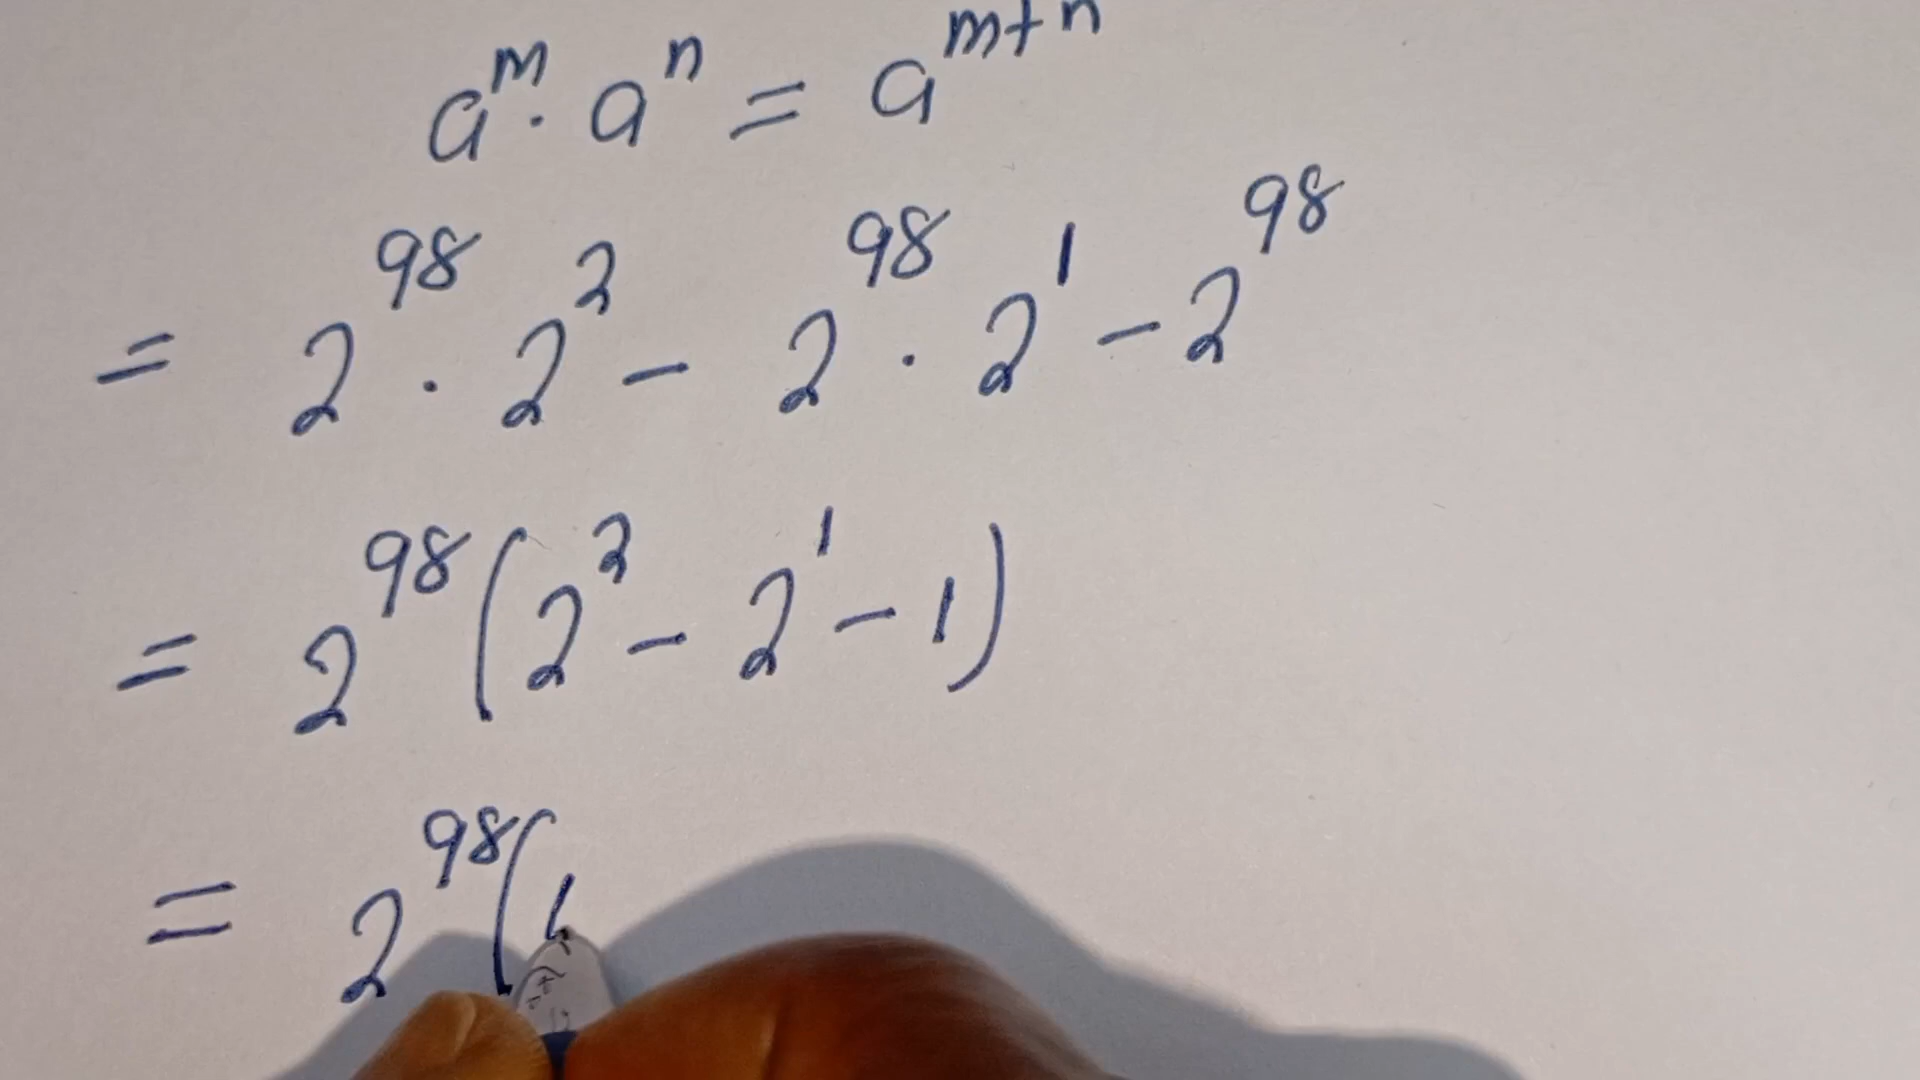 a^m · a^n = a^{m+n}
= 2^{98} · 2^2 - 2^{98} · 2^1 - 2^{98}
= 2^{98} (2^2 - 2^1 - 1)
= 2^{98} (